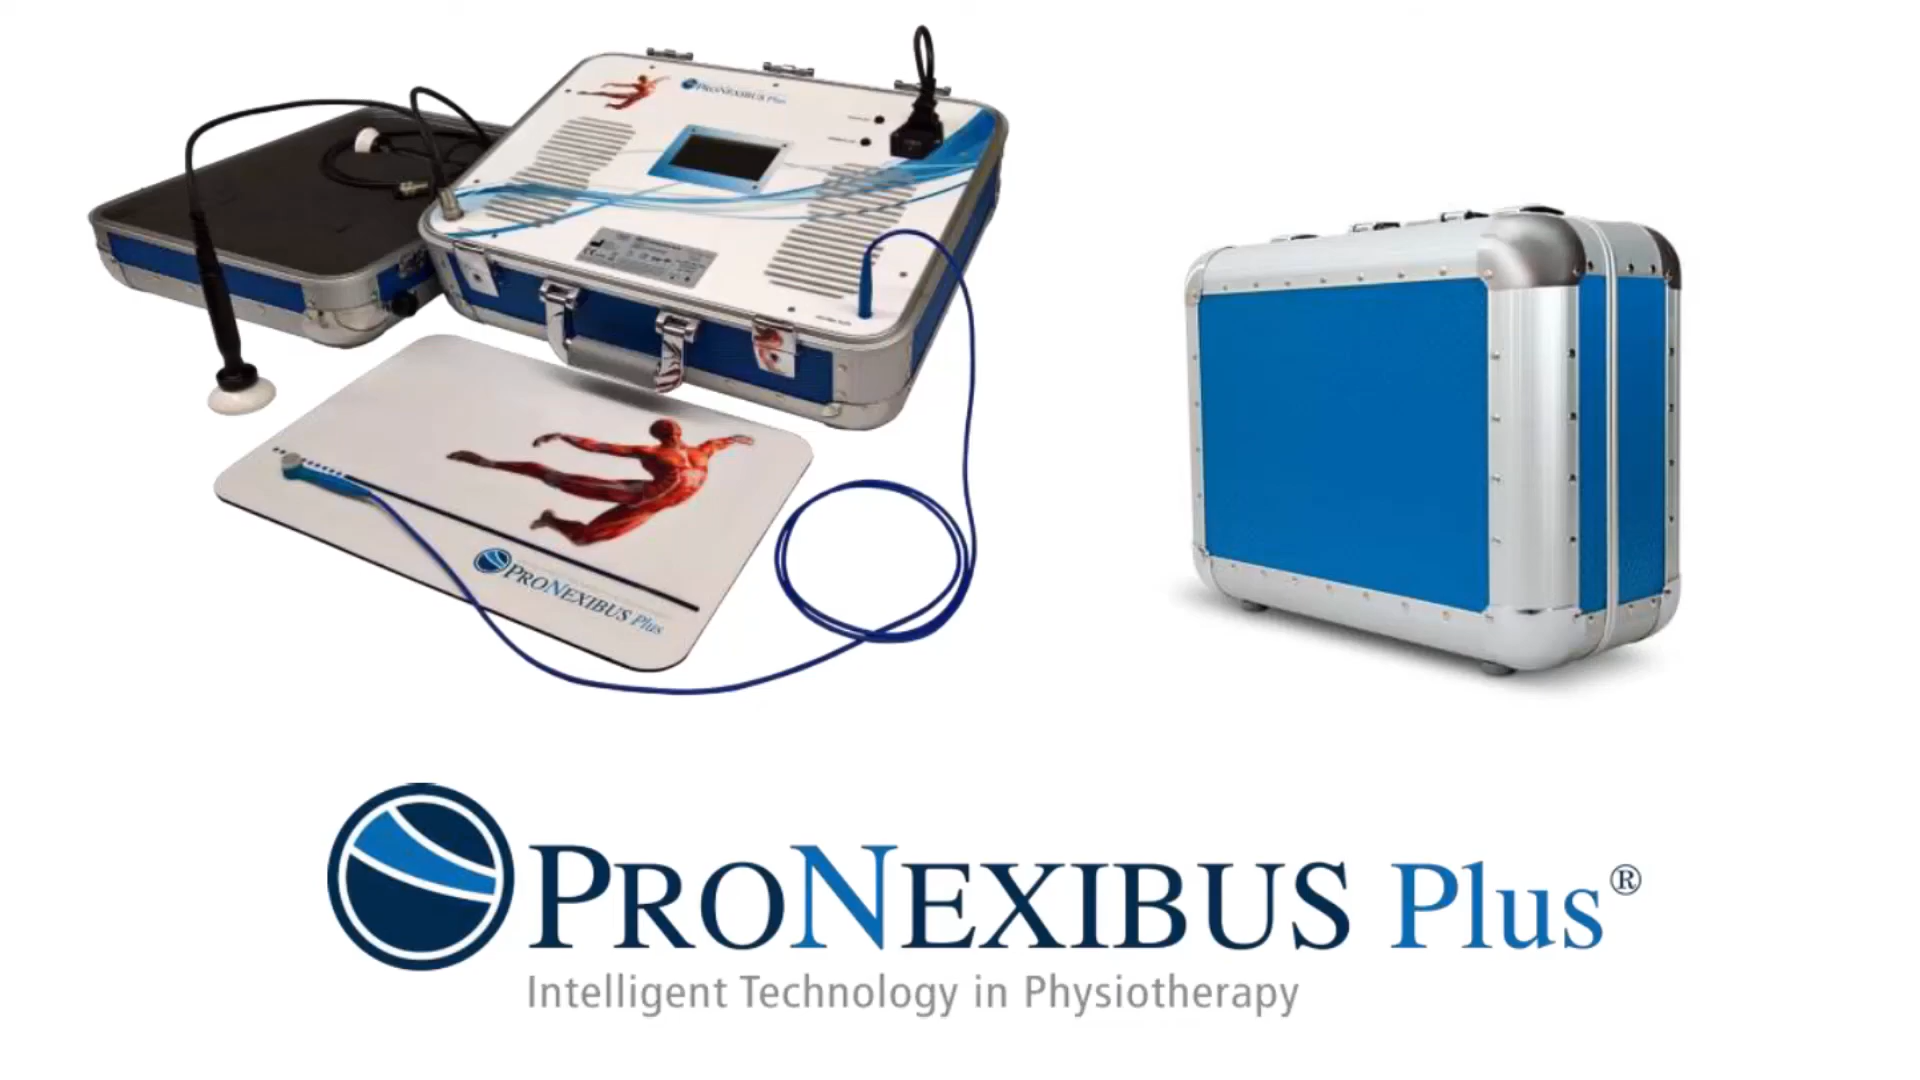 PRONEXIBUS Plus
PRONEXIBUS Plus
PRONEXIBUS Plus®
Intelligent Technology in Physiotherapy